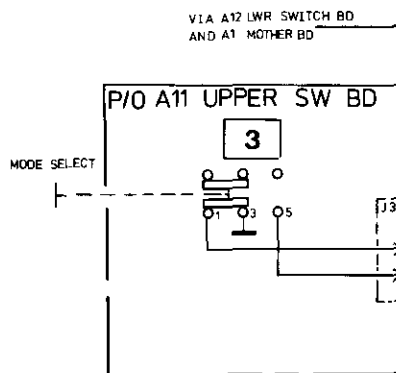 VIA A12 LWR SWITCH BD
AND A1 MOTHER BD
P/O A11 UPPER SW BD
3
MODE SELECT
1 3 5
J3